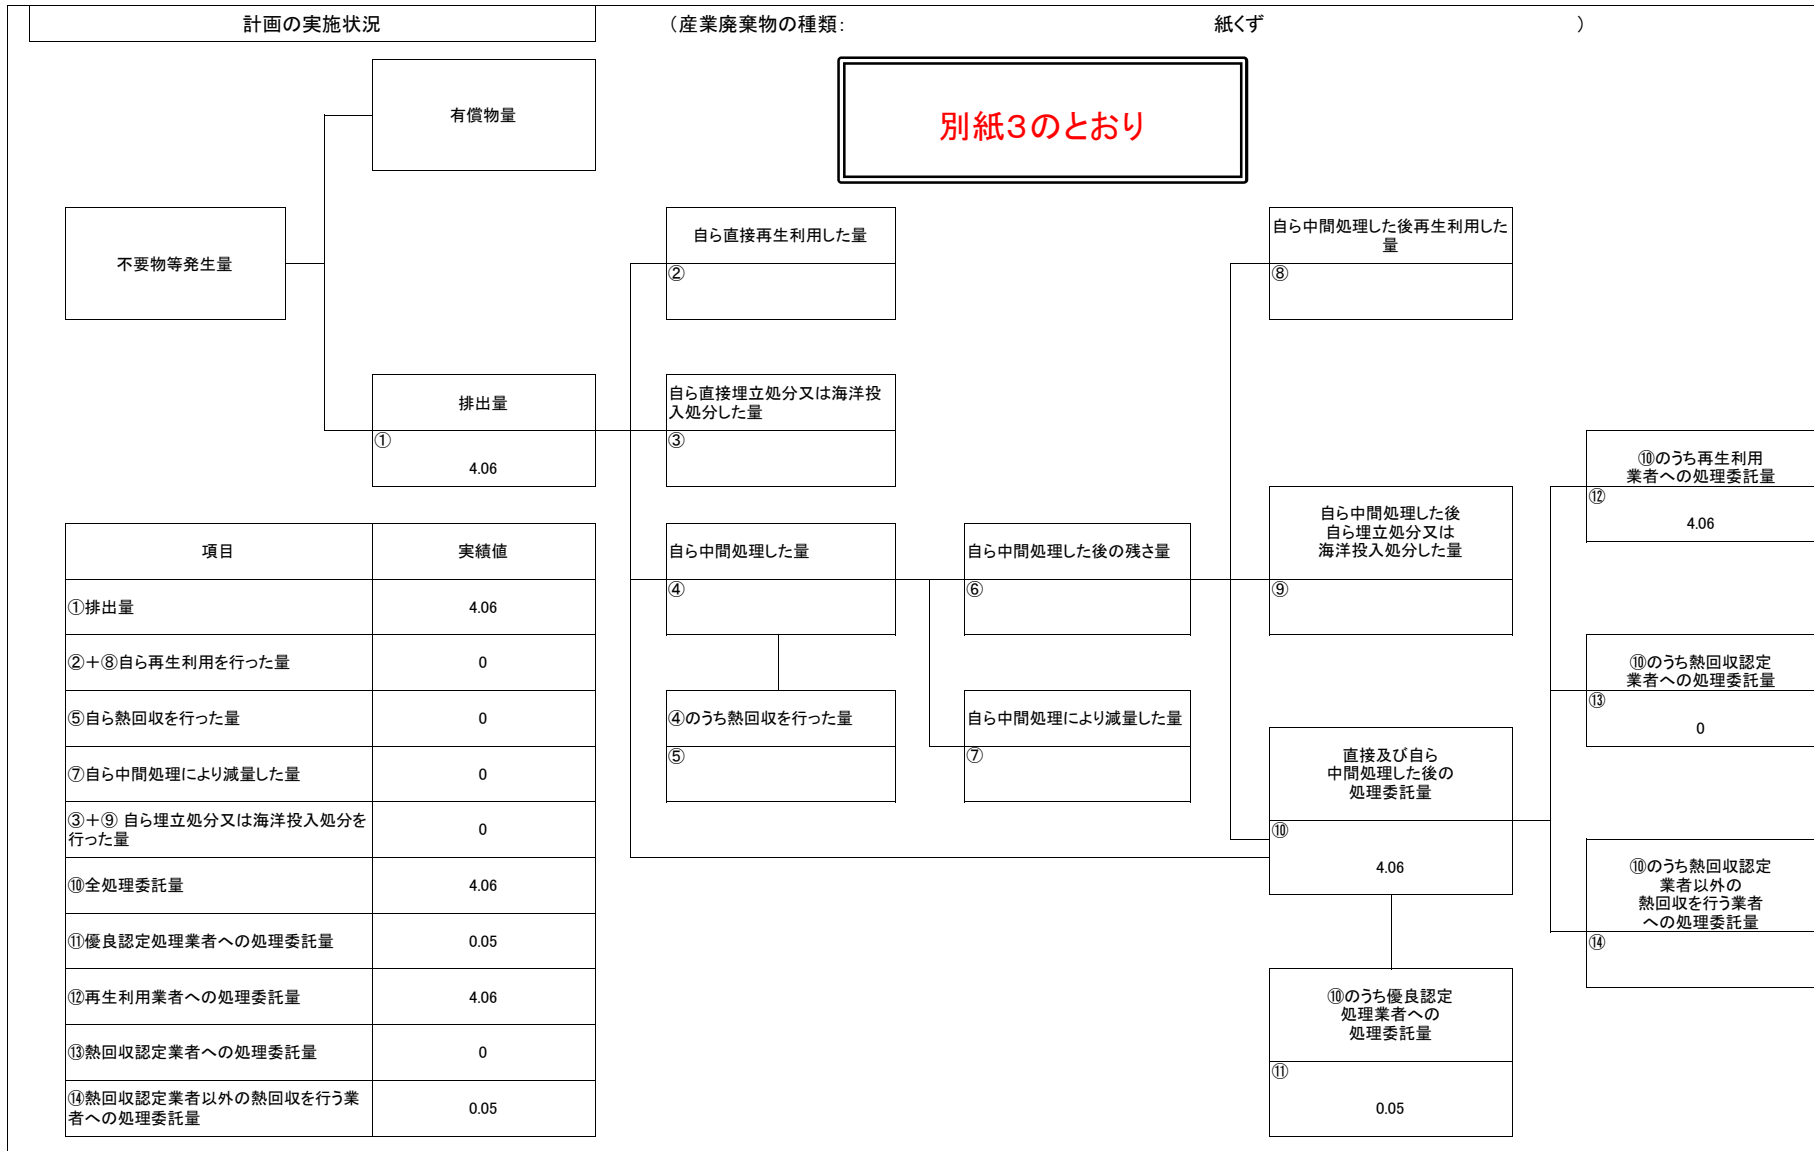 計画の実施状況
（産業廃棄物の種類：　紙くず　）
有償物量
別紙３のとおり
不要物等発生量
自ら直接再生利用した量
②
自ら中間処理した後再生利用した
量
⑧
排出量
①
4.06
自ら直接埋立処分又は海洋投
入処分した量
③
⑩のうち再生利用
業者への処理委託量
⑫
4.06
自ら中間処理した量
④
自ら中間処理した後の残さ量
⑥
自ら中間処理した後
自ら埋立処分又は
海洋投入処分した量
⑨
⑩のうち熱回収認定
業者への処理委託量
⑬
0
④のうち熱回収を行った量
⑤
自ら中間処理により減量した量
⑦
直接及び自ら
中間処理した後の
処理委託量
⑩
4.06
⑩のうち熱回収認定
業者以外の
熱回収を行う業者
への処理委託量
⑭
⑩のうち優良認定
処理業者への
処理委託量
⑪
0.05
項目　実績値
①排出量　4.06
②＋⑧自ら再生利用を行った量　0
⑤自ら熱回収を行った量　0
⑦自ら中間処理により減量した量　0
③＋⑨ 自ら埋立処分又は海洋投入処分を
行った量　0
⑩全処理委託量　4.06
⑪優良認定処理業者への処理委託量　0.05
⑫再生利用業者への処理委託量　4.06
⑬熱回収認定業者への処理委託量　0
⑭熱回収認定業者以外の熱回収を行う業
者への処理委託量　0.05